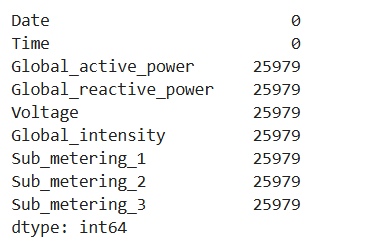 Date                         0
Time                         0
Global_active_power      25979
Global_reactive_power    25979
Voltage                  25979
Global_intensity         25979
Sub_metering_1           25979
Sub_metering_2           25979
Sub_metering_3           25979
dtype: int64